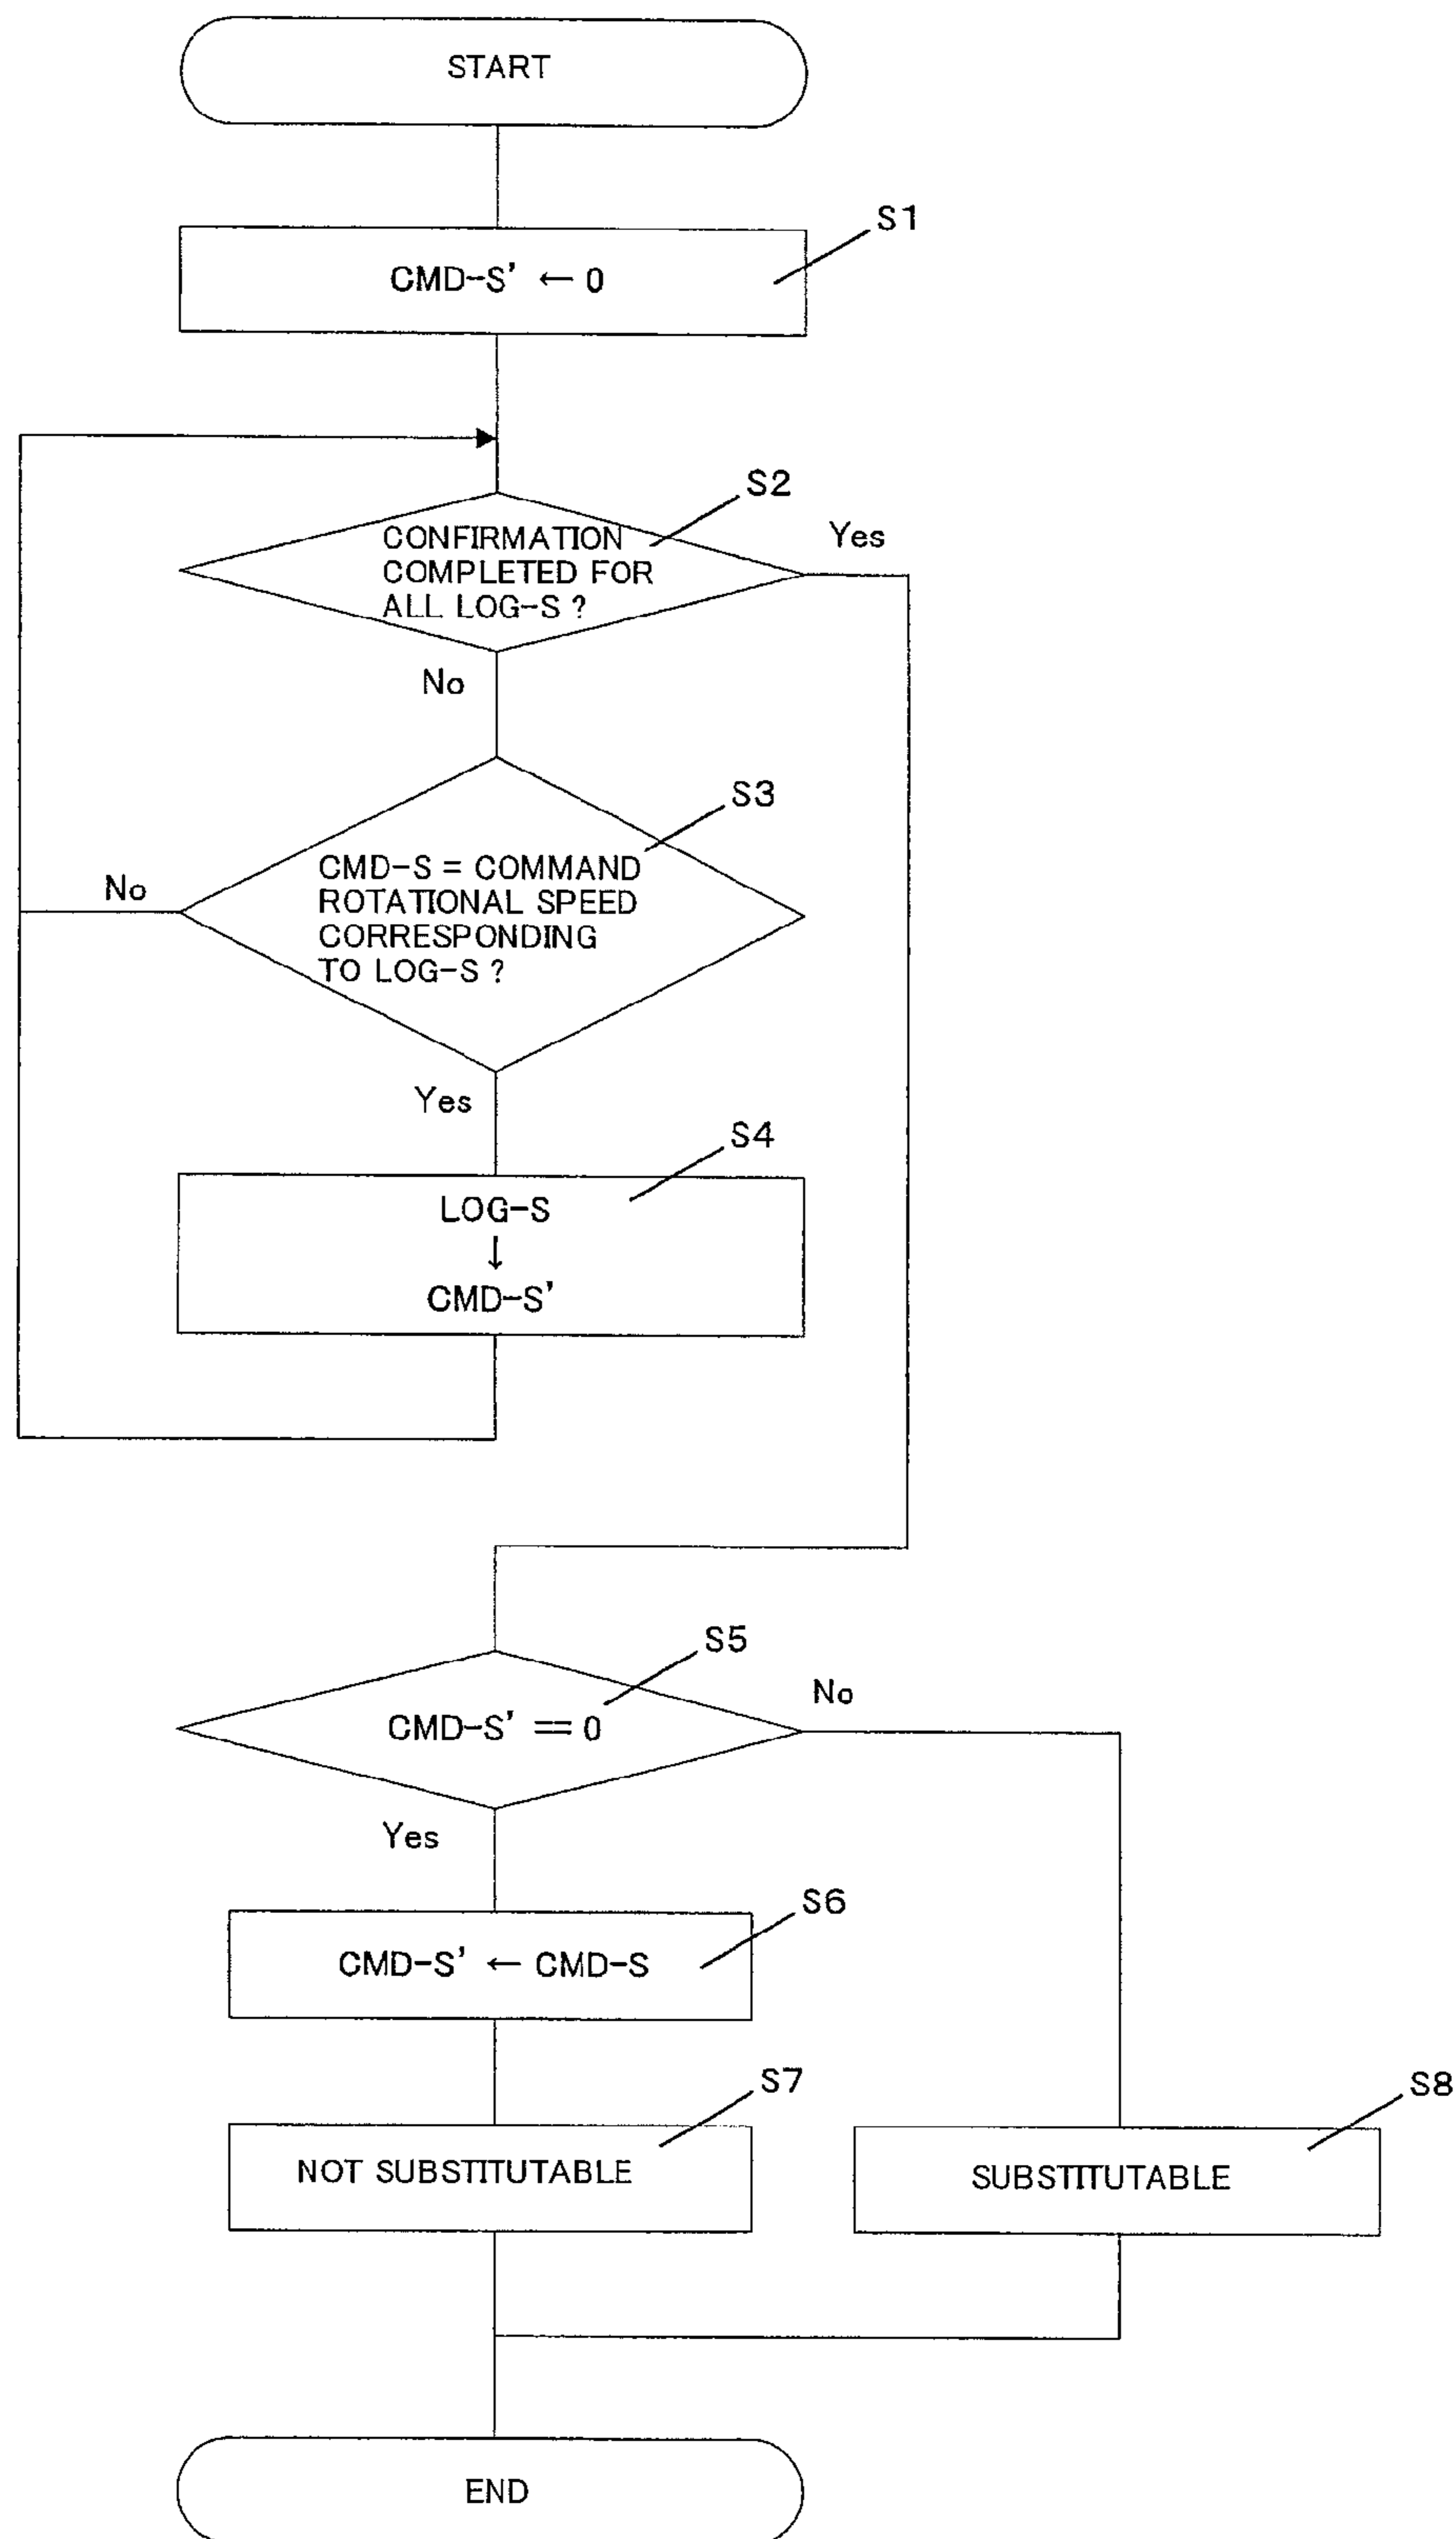 START
S1
CMD-S' ← 0
S2
CONFIRMATION
COMPLETED FOR
ALL LOG-S ?
Yes
No
S3
CMD-S = COMMAND
ROTATIONAL SPEED
CORRESPONDING
TO LOG-S ?
No
Yes
S4
LOG-S
↓
CMD-S'
S5
CMD-S' == 0
No
Yes
S6
CMD-S' ← CMD-S
S7
NOT SUBSTITUTABLE
S8
SUBSTITUTABLE
END